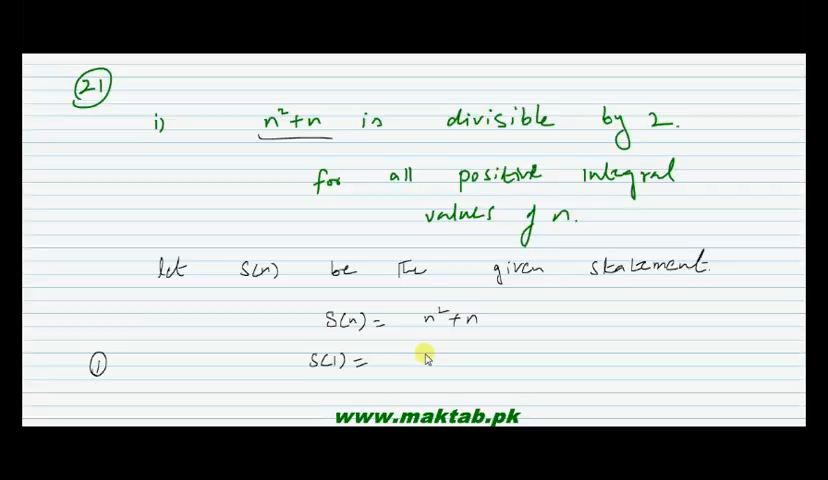 21
i) n²+n is divisible by 2.
for all positive integral
values of n.
let S(n) be the given statement.
S(n) = n²+n
① S(1) =
www.maktab.pk